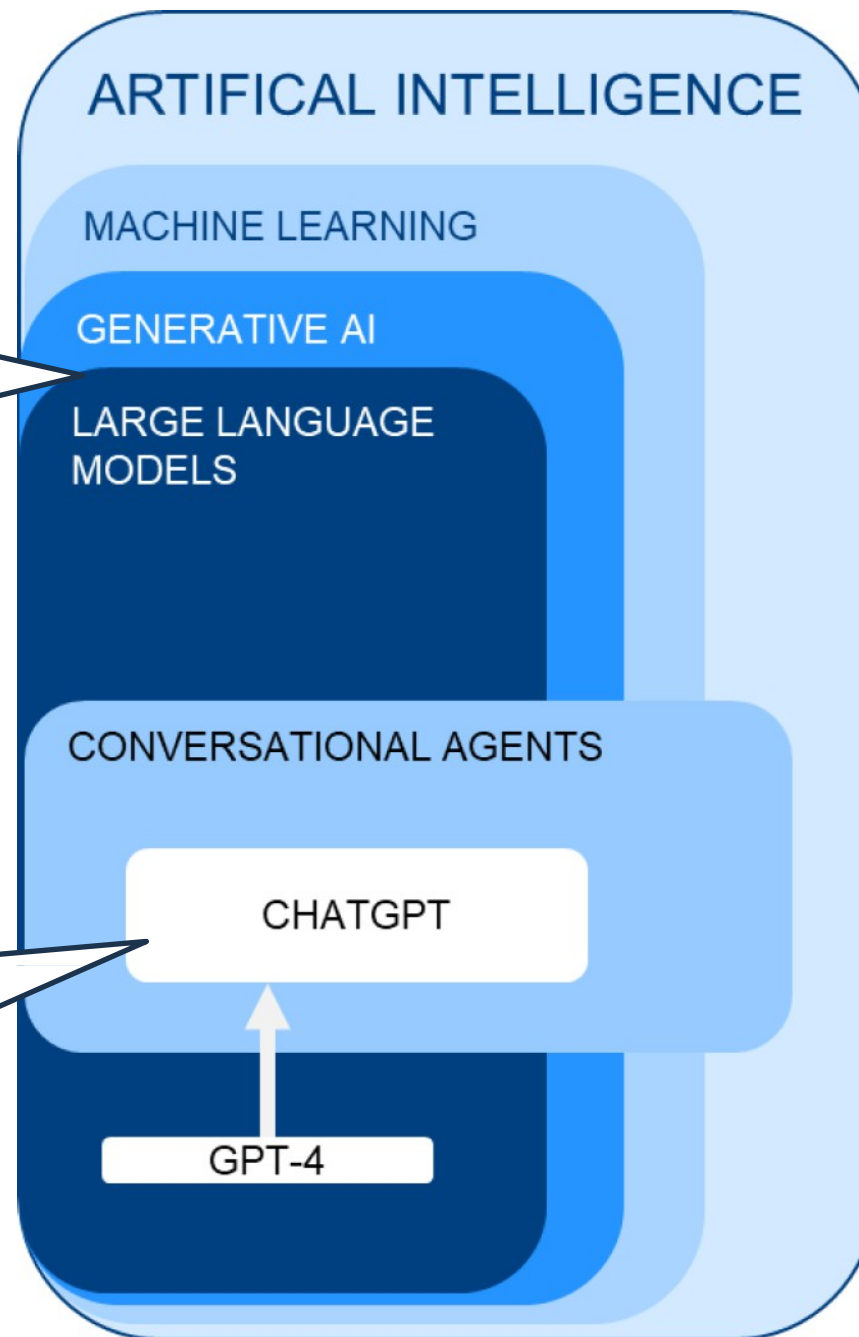 ARTIFICAL INTELLIGENCE
MACHINE LEARNING
GENERATIVE AI
LARGE LANGUAGE
MODELS
CONVERSATIONAL AGENTS
CHATGPT
GPT-4